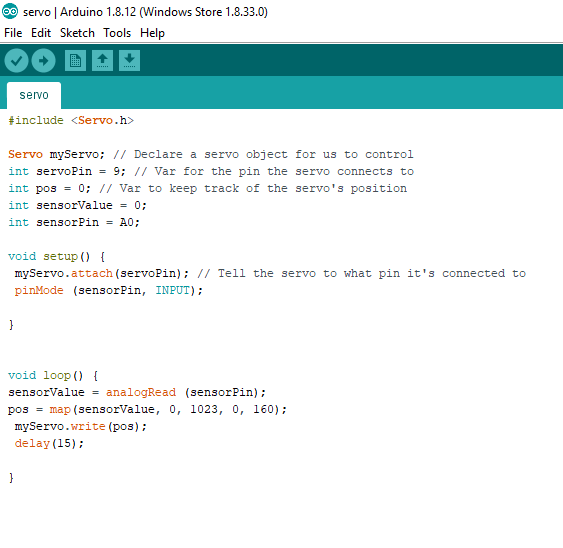 servo | Arduino 1.8.12 (Windows Store 1.8.33.0)
File Edit Sketch Tools Help
servo
#include <Servo.h>
Servo myServo; // Declare a servo object for us to control
int servoPin = 9; // Var for the pin the servo connects to
int pos = 0; // Var to keep track of the servo's position
int sensorValue = 0;
int sensorPin = A0;
void setup() {
myServo.attach(servoPin); // Tell the servo to what pin it's connected to
pinMode (sensorPin, INPUT);
}
void loop() {
sensorValue = analogRead (sensorPin);
pos = map(sensorValue, 0, 1023, 0, 160);
myServo.write(pos);
delay(15);
}